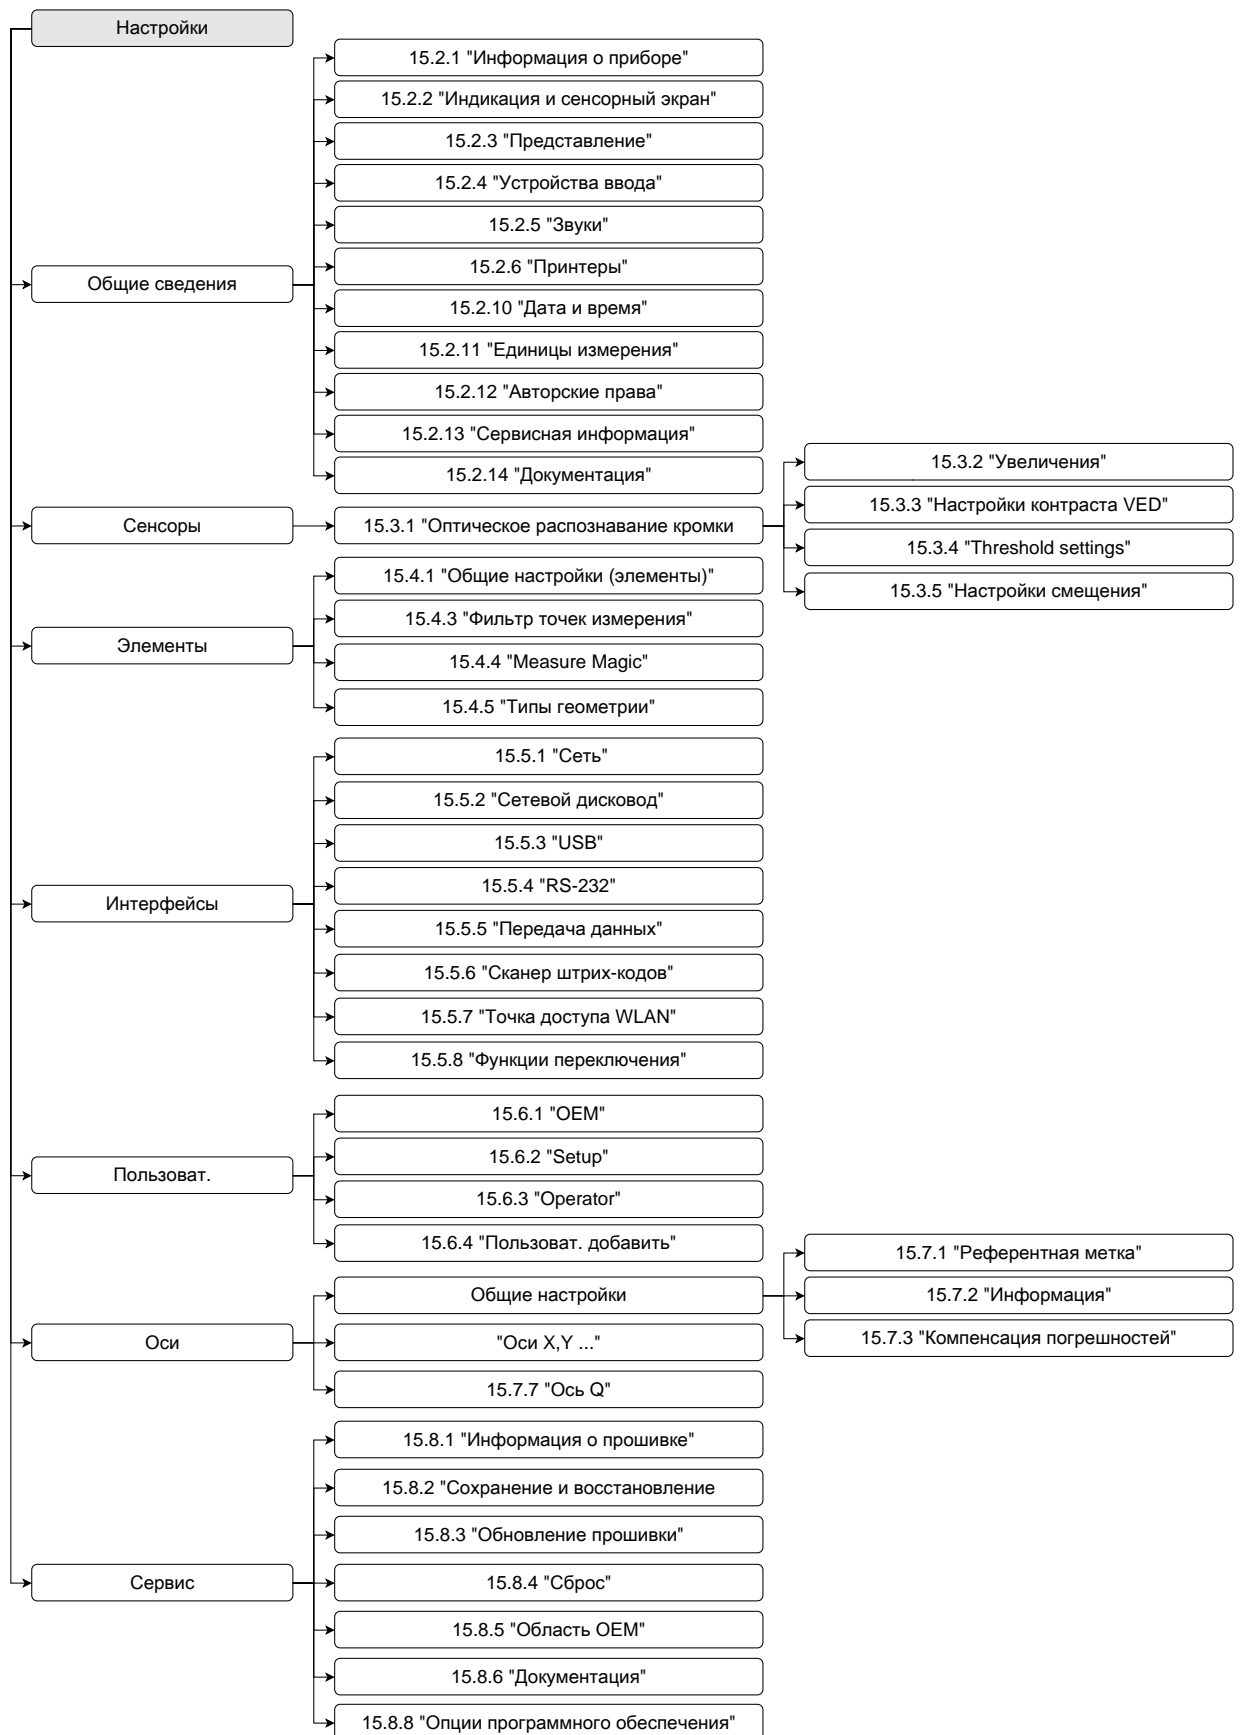 Настройки
Общие сведения
15.2.1 "Информация о приборе"
15.2.2 "Индикация и сенсорный экран"
15.2.3 "Представление"
15.2.4 "Устройства ввода"
15.2.5 "Звуки"
15.2.6 "Принтеры"
15.2.10 "Дата и время"
15.2.11 "Единицы измерения"
15.2.12 "Авторские права"
15.2.13 "Сервисная информация"
15.2.14 "Документация"
Сенсоры
15.3.1 "Оптическое распознавание кромки
15.3.2 "Увеличения"
15.3.3 "Настройки контраста VED"
15.3.4 "Threshold settings"
15.3.5 "Настройки смещения"
Элементы
15.4.1 "Общие настройки (элементы)"
15.4.3 "Фильтр точек измерения"
15.4.4 "Measure Magic"
15.4.5 "Типы геометрии"
Интерфейсы
15.5.1 "Сеть"
15.5.2 "Сетевой дисковод"
15.5.3 "USB"
15.5.4 "RS-232"
15.5.5 "Передача данных"
15.5.6 "Сканер штрих-кодов"
15.5.7 "Точка доступа WLAN"
15.5.8 "Функции переключения"
Пользоват.
15.6.1 "OEM"
15.6.2 "Setup"
15.6.3 "Operator"
15.6.4 "Пользоват. добавить"
Оси
Общие настройки
15.7.1 "Референтная метка"
15.7.2 "Информация"
15.7.3 "Компенсация погрешностей"
"Оси X,Y ..."
15.7.7 "Ось Q"
Сервис
15.8.1 "Информация о прошивке"
15.8.2 "Сохранение и восстановление
15.8.3 "Обновление прошивки"
15.8.4 "Сброс"
15.8.5 "Область OEM"
15.8.6 "Документация"
15.8.8 "Опции программного обеспечения"